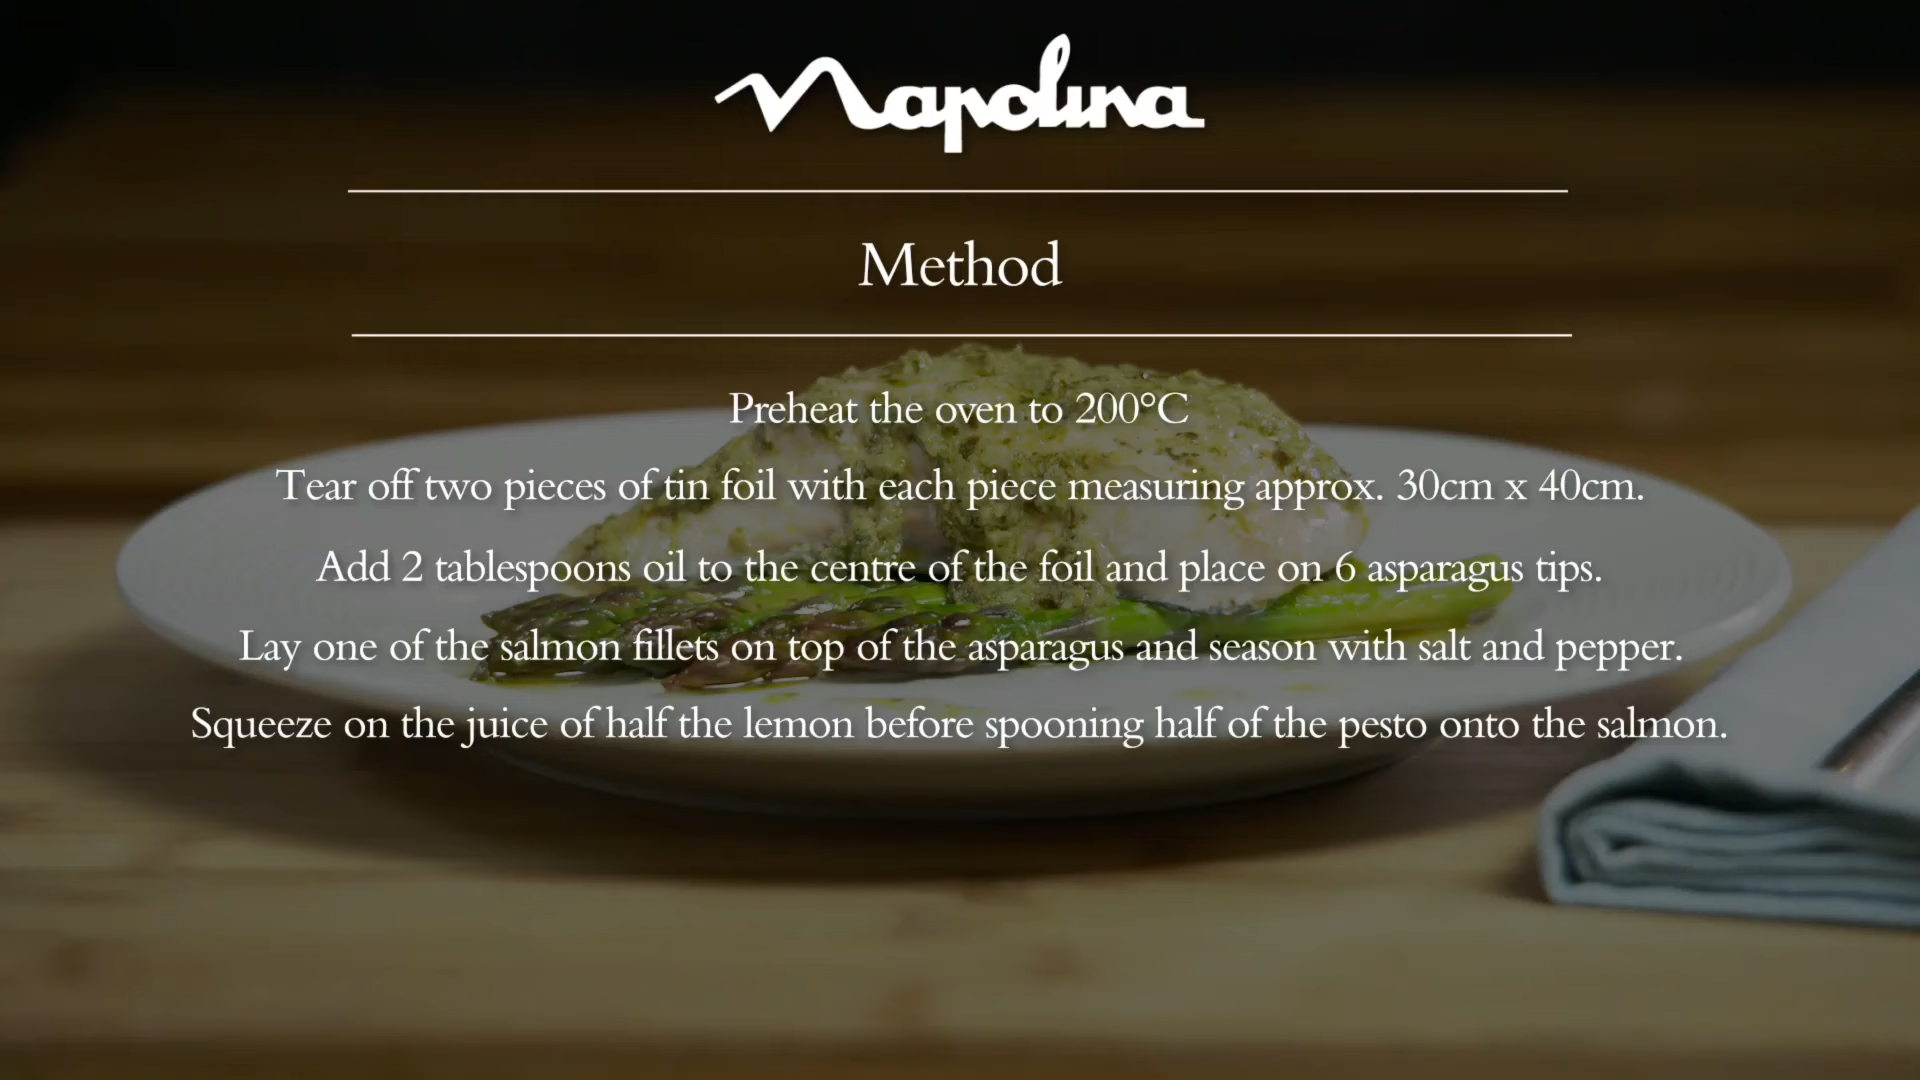 Napolina
Method
Preheat the oven to 200°C
Tear off two pieces of tin foil with each piece measuring approx. 30cm x 40cm.
Add 2 tablespoons oil to the centre of the foil and place on 6 asparagus tips.
Lay one of the salmon fillets on top of the asparagus and season with salt and pepper.
Squeeze on the juice of half the lemon before spooning half of the pesto onto the salmon.